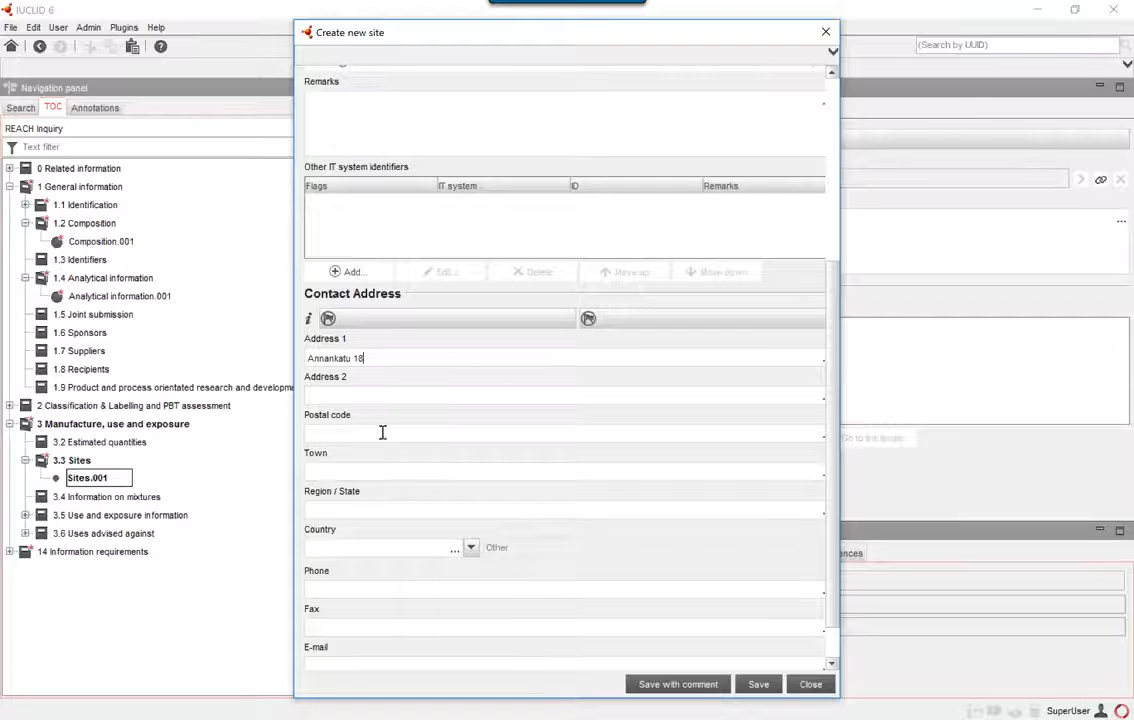 IUCLID 6
File Edit User Admin Plugins Help
(Search by UUID)
Navigation panel
Search TOC Annotations
REACH Inquiry
Text filter
0 Related information
1 General information
1.1 Identification
1.2 Composition
Composition.001
1.3 Identifiers
1.4 Analytical information
Analytical information.001
1.5 Joint submission
1.6 Sponsors
1.7 Suppliers
1.8 Recipients
1.9 Product and process orientated research and developme
2 Classification & Labelling and PBT assessment
3 Manufacture, use and exposure
3.2 Estimated quantities
3.3 Sites
Sites.001
3.4 Information on mixtures
3.5 Use and exposure information
3.6 Uses advised against
14 Information requirements
Create new site
Remarks
Other IT system identifiers
Flags IT system ID Remarks
Add... Edit... Delete Move up Move down
Contact Address
Address 1
Annankatu 18
Address 2
Postal code
Town
Region / State
Country
... Other
Phone
Fax
E-mail
Save with comment Save Close
...
ences
SuperUser